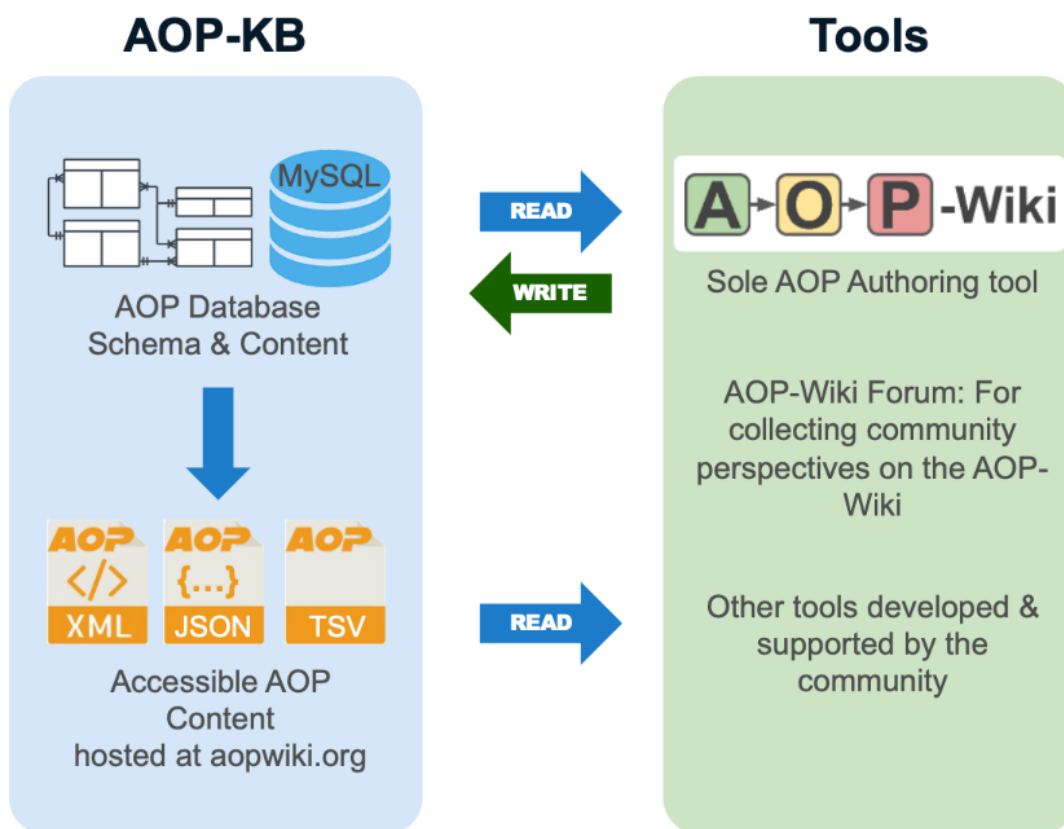 AOP-KB
Tools
MySQL
AOP Database
Schema & Content
READ
WRITE
A O P -Wiki
Sole AOP Authoring tool
AOP-Wiki Forum: For
collecting community
perspectives on the AOP-
Wiki
AOP
</>
XML
AOP
{...}
JSON
AOP
TSV
Accessible AOP
Content
hosted at aopwiki.org
READ
Other tools developed &
supported by the
community